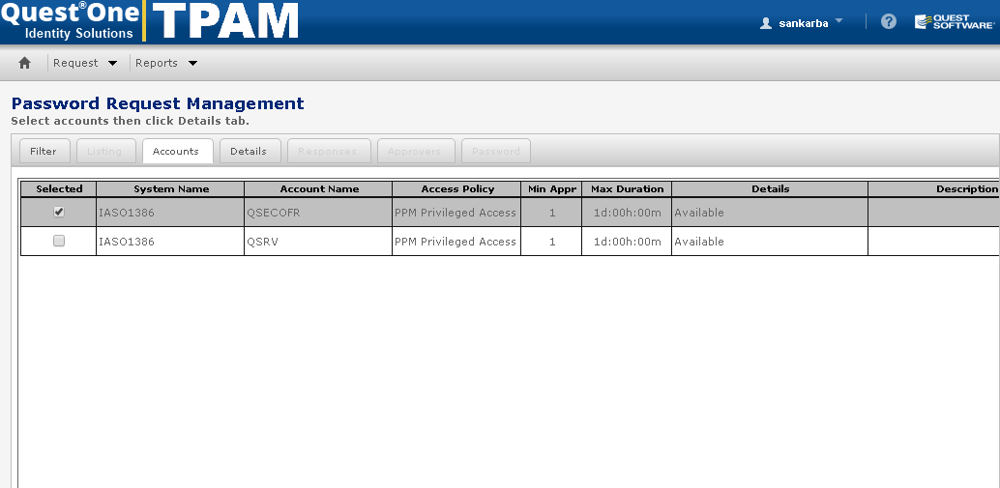 Quest®One
Identity Solutions
TPAM
sankarba
?
QUEST
SOFTWARE®
Request
Reports
Password Request Management
Select accounts then click Details tab.
Filter Listing Accounts Details Responses Approvers Password
Selected System Name Account Name Access Policy Min Appr Max Duration Details Description
IASO1386 QSECOFR PPM Privileged Access 1 1d:00h:00m Available
IASO1386 QSRV PPM Privileged Access 1 1d:00h:00m Available